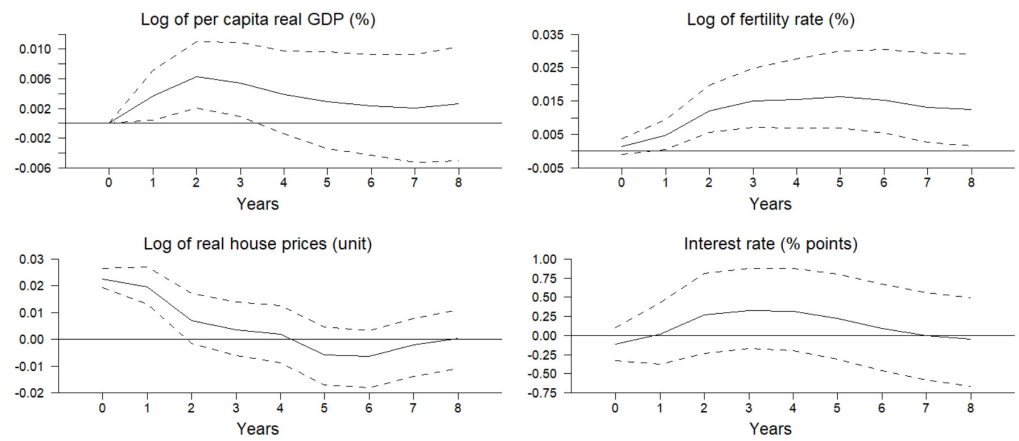 Log of per capita real GDP (%)
0.010
0.006
0.002
-0.002
-0.006
0 1 2 3 4 5 6 7 8
Years
Log of fertility rate (%)
0.035
0.025
0.015
0.005
-0.005
0 1 2 3 4 5 6 7 8
Years
Log of real house prices (unit)
0.03
0.02
0.01
0.00
-0.01
-0.02
0 1 2 3 4 5 6 7 8
Years
Interest rate (% points)
1.00
0.75
0.50
0.25
0.00
-0.25
-0.50
-0.75
0 1 2 3 4 5 6 7 8
Years